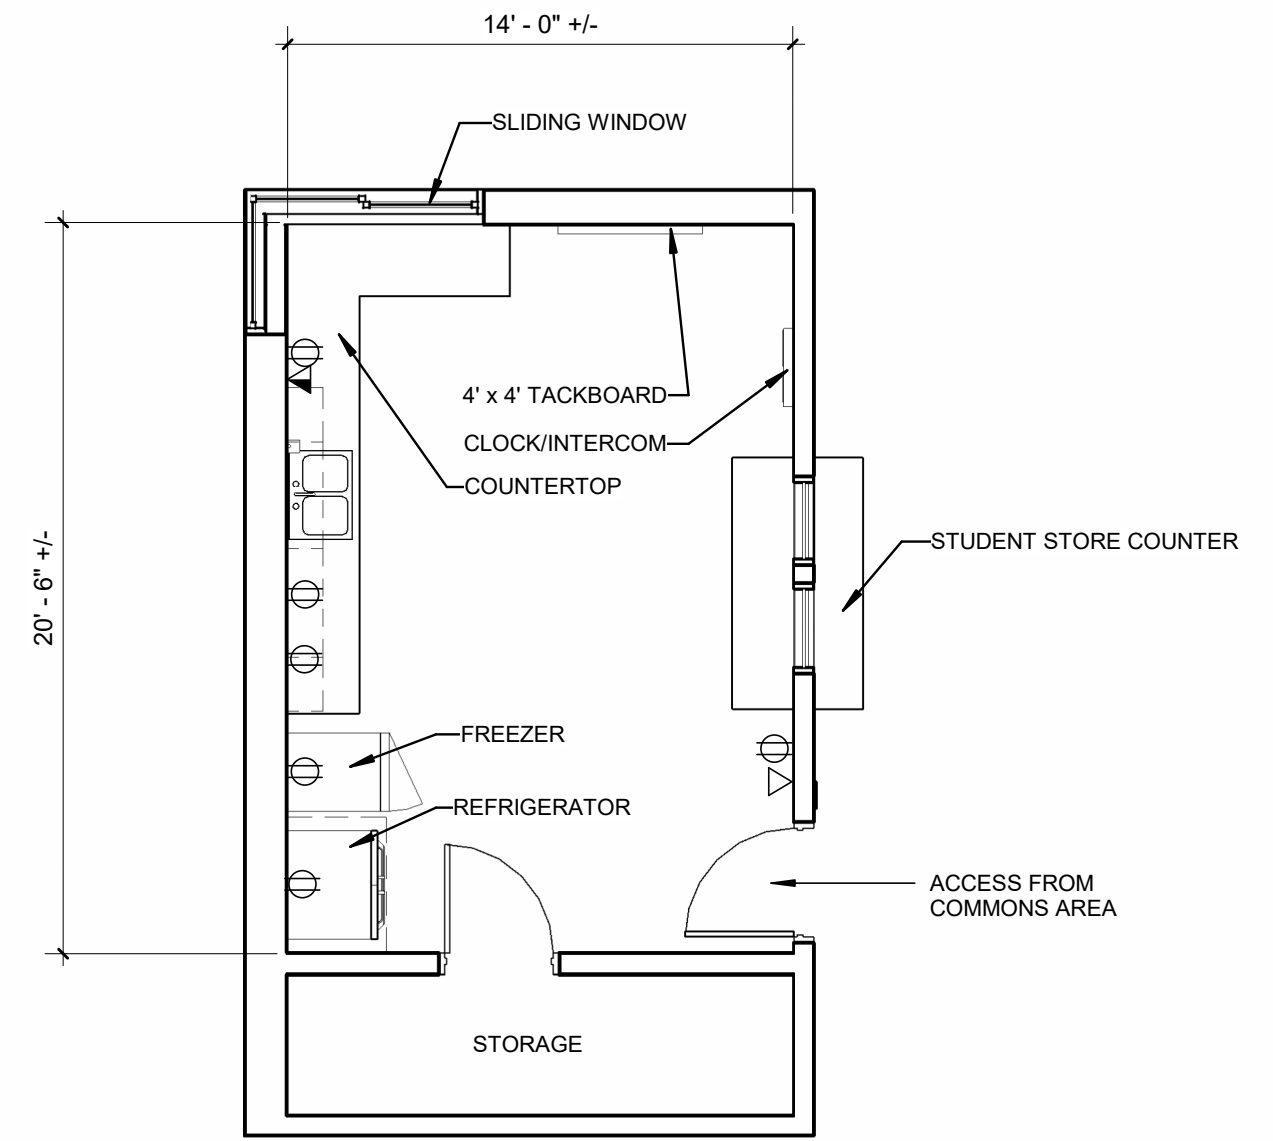 14' - 0" +/-
SLIDING WINDOW
4' x 4' TACKBOARD
CLOCK/INTERCOM
COUNTERTOP
STUDENT STORE COUNTER
20' - 6" +/-
FREEZER
REFRIGERATOR
ACCESS FROM
COMMONS AREA
STORAGE